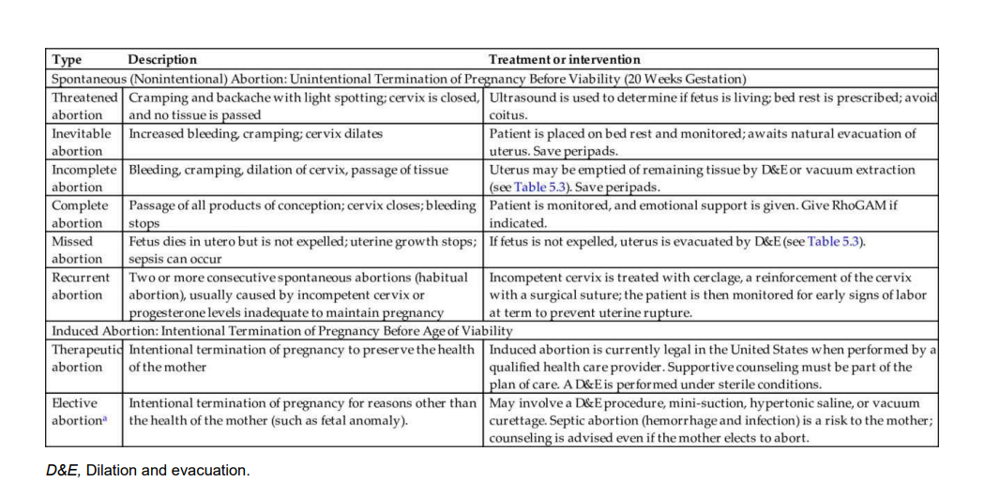 Type Description Treatment or intervention
Spontaneous (Nonintentional) Abortion: Unintentional Termination of Pregnancy Before Viability (20 Weeks Gestation)
Threatened abortion Cramping and backache with light spotting; cervix is closed, and no tissue is passed Ultrasound is used to determine if fetus is living; bed rest is prescribed; avoid coitus.
Inevitable abortion Increased bleeding, cramping; cervix dilates Patient is placed on bed rest and monitored; awaits natural evacuation of uterus. Save peripads.
Incomplete abortion Bleeding, cramping, dilation of cervix, passage of tissue Uterus may be emptied of remaining tissue by D&E or vacuum extraction (see Table 5.3). Save peripads.
Complete abortion Passage of all products of conception; cervix closes; bleeding stops Patient is monitored, and emotional support is given. Give RhoGAM if indicated.
Missed abortion Fetus dies in utero but is not expelled; uterine growth stops; sepsis can occur If fetus is not expelled, uterus is evacuated by D&E (see Table 5.3).
Recurrent abortion Two or more consecutive spontaneous abortions (habitual abortion), usually caused by incompetent cervix or progesterone levels inadequate to maintain pregnancy Incompetent cervix is treated with cerclage, a reinforcement of the cervix with a surgical suture; the patient is then monitored for early signs of labor at term to prevent uterine rupture.
Induced Abortion: Intentional Termination of Pregnancy Before Age of Viability
Therapeutic abortion Intentional termination of pregnancy to preserve the health of the mother Induced abortion is currently legal in the United States when performed by a qualified health care provider. Supportive counseling must be part of the plan of care. A D&E is performed under sterile conditions.
Elective abortionᵃ Intentional termination of pregnancy for reasons other than the health of the mother (such as fetal anomaly). May involve a D&E procedure, mini-suction, hypertonic saline, or vacuum curettage. Septic abortion (hemorrhage and infection) is a risk to the mother; counseling is advised even if the mother elects to abort.
D&E, Dilation and evacuation.